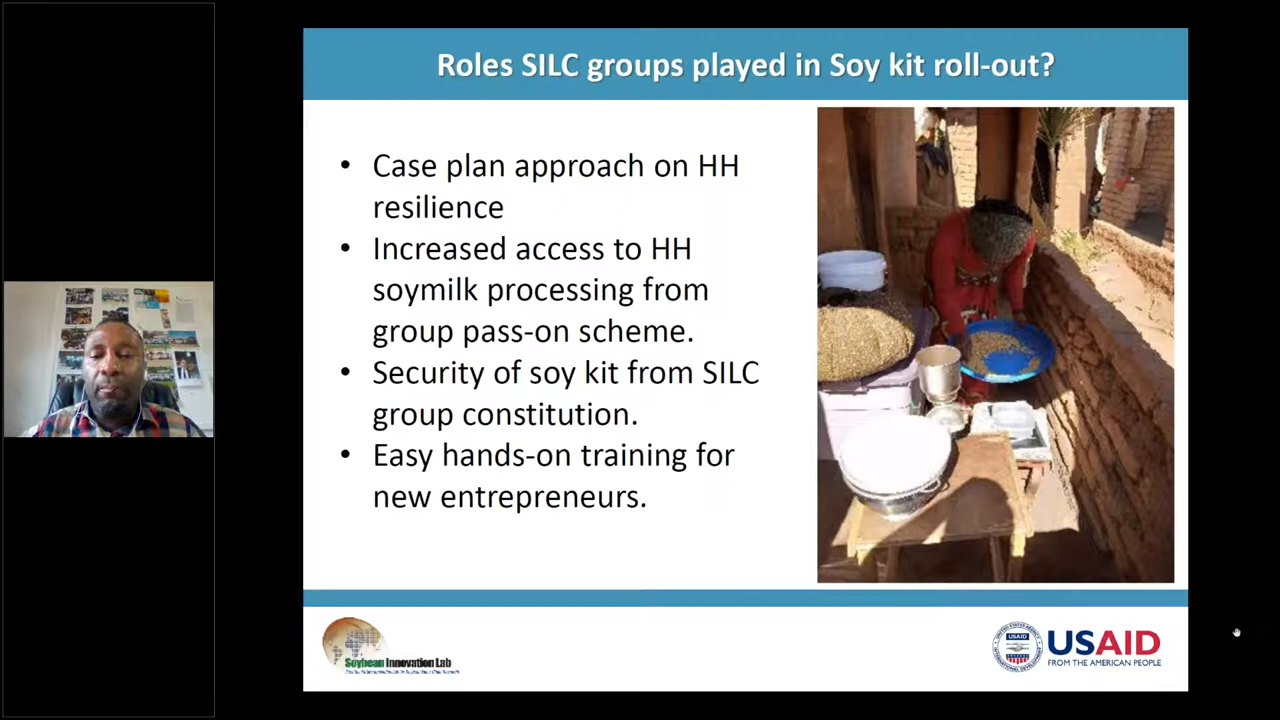 Roles SILC groups played in Soy kit roll-out?
• Case plan approach on HH
resilience
• Increased access to HH
soymilk processing from
group pass-on scheme.
• Security of soy kit from SILC
group constitution.
• Easy hands-on training for
new entrepreneurs.
Soybean Innovation Lab
USAID
USAID
FROM THE AMERICAN PEOPLE